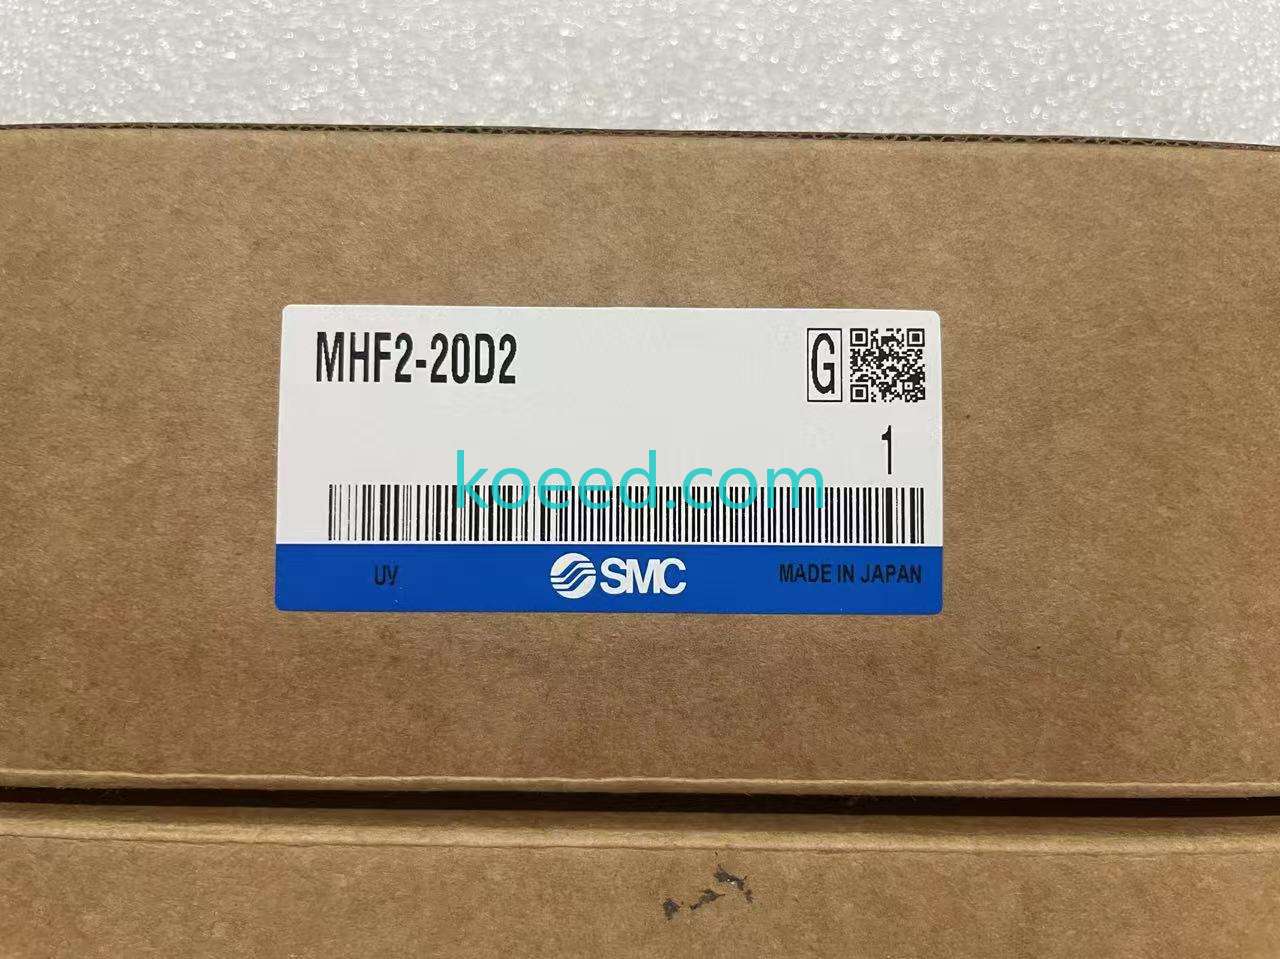 MHF2-20D2
G
1
koeed.com
UV
SMC
MADE IN JAPAN